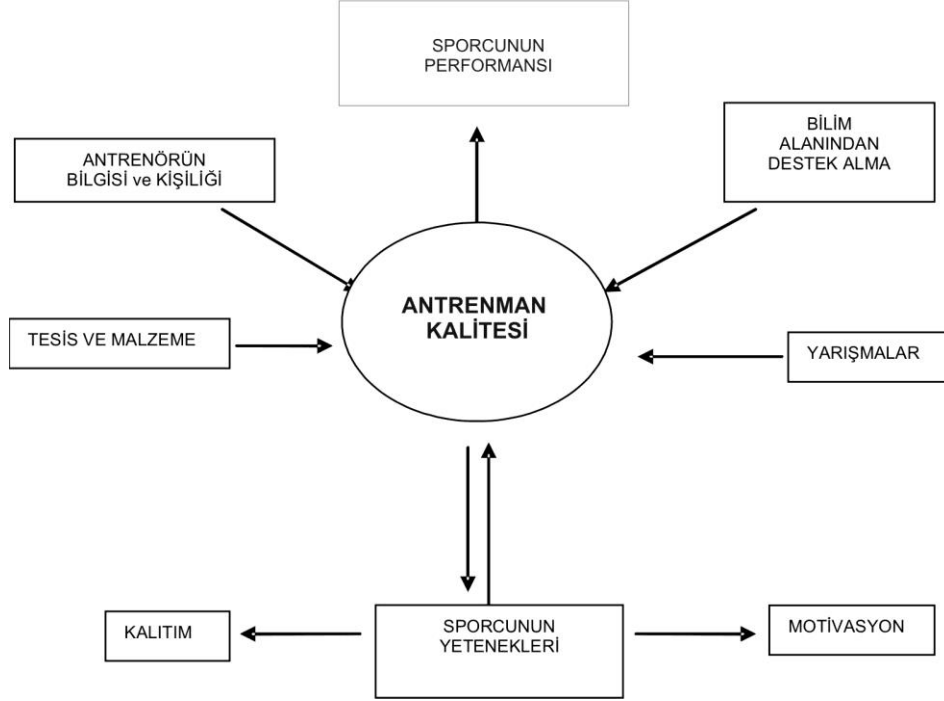 SPORCUNUN
PERFORMANSI
BİLİM
ALANINDAN
DESTEK ALMA
ANTRENÖRÜN
BİLGİSİ ve KİŞİLİĞİ
ANTRENMAN
KALİTESİ
TESİS VE MALZEME
YARIŞMALAR
KALITIM
SPORCUNUN
YETENEKLERİ
MOTİVASYON